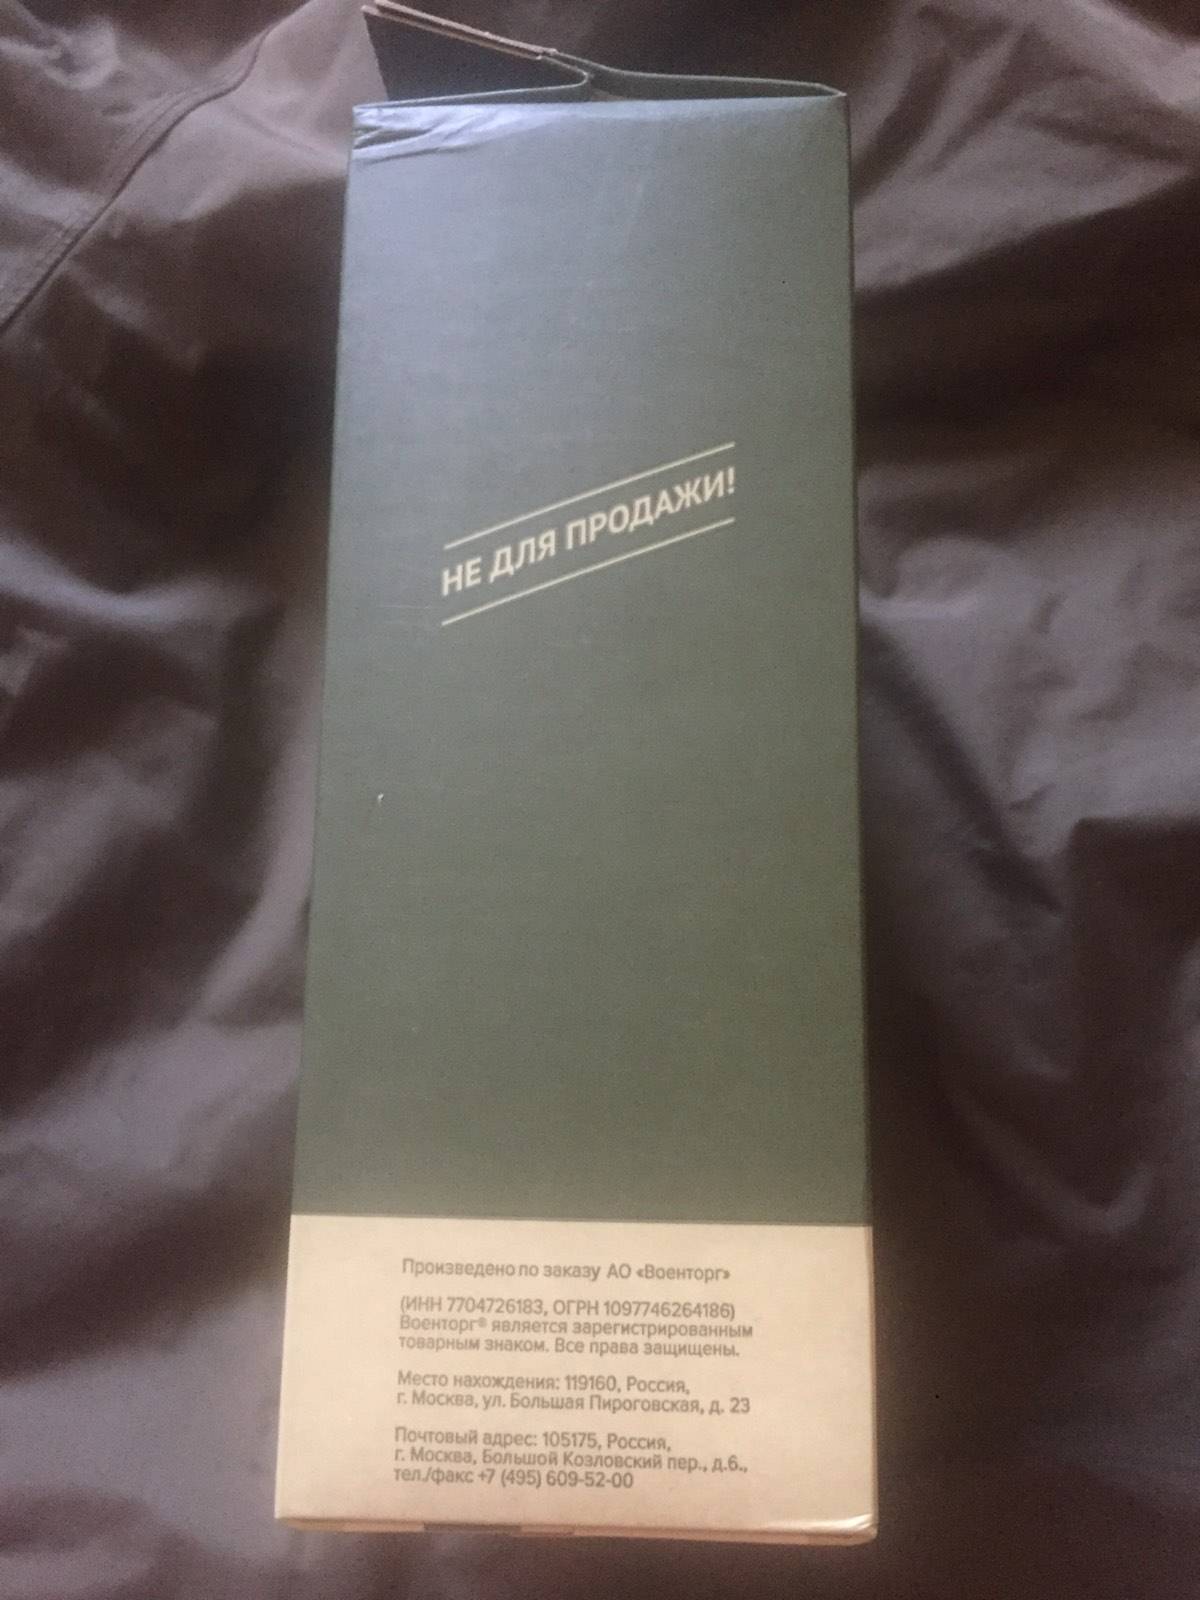 НЕ ДЛЯ ПРОДАЖИ!
Произведено по заказу АО «Военторг»
(ИНН 7704726183, ОГРН 1097746264186)
Военторг® является зарегистрированным
товарным знаком. Все права защищены.
Место нахождения: 119160, Россия,
г. Москва, ул. Большая Пироговская, д. 23
Почтовый адрес: 105175, Россия,
г. Москва, Большой Козловский пер., д.6.,
тел./факс +7 (495) 609-52-00